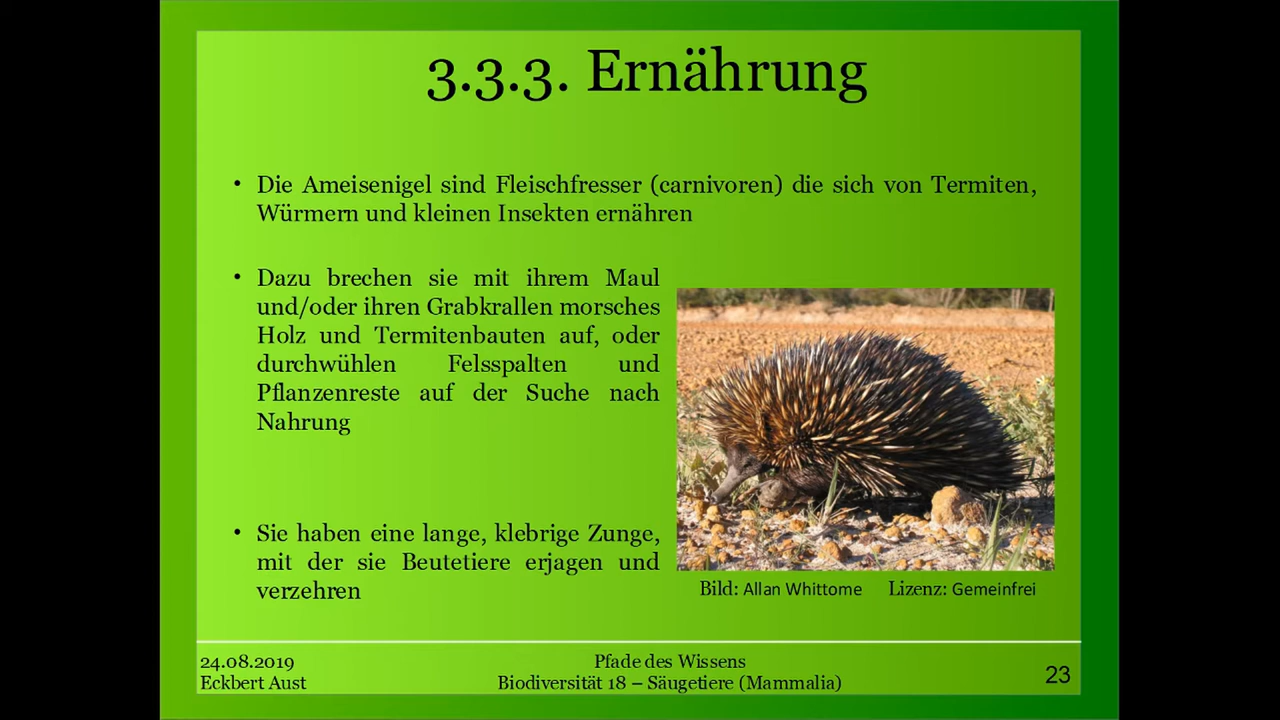 3.3.3. Ernährung
• Die Ameisenigel sind Fleischfresser (carnivoren) die sich von Termiten,
Würmern und kleinen Insekten ernähren
• Dazu brechen sie mit ihrem Maul
und/oder ihren Grabkrallen morsches
Holz und Termitenbauten auf, oder
durchwühlen Felsspalten und
Pflanzenreste auf der Suche nach
Nahrung
• Sie haben eine lange, klebrige Zunge,
mit der sie Beutetiere erjagen und
verzehren
Bild: Allan Whittome Lizenz: Gemeinfrei
24.08.2019
Eckbert Aust
Pfade des Wissens
Biodiversität 18 – Säugetiere (Mammalia)
23